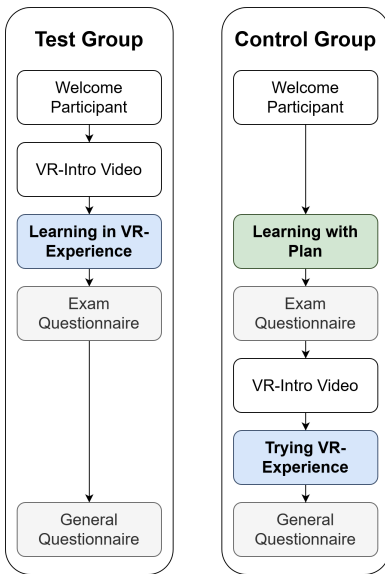 Test Group
Welcome
Participant
VR-Intro Video
Learning in VR-
Experience
Exam
Questionnaire
General
Questionnaire
Control Group
Welcome
Participant
Learning with
Plan
Exam
Questionnaire
VR-Intro Video
Trying VR-
Experience
General
Questionnaire